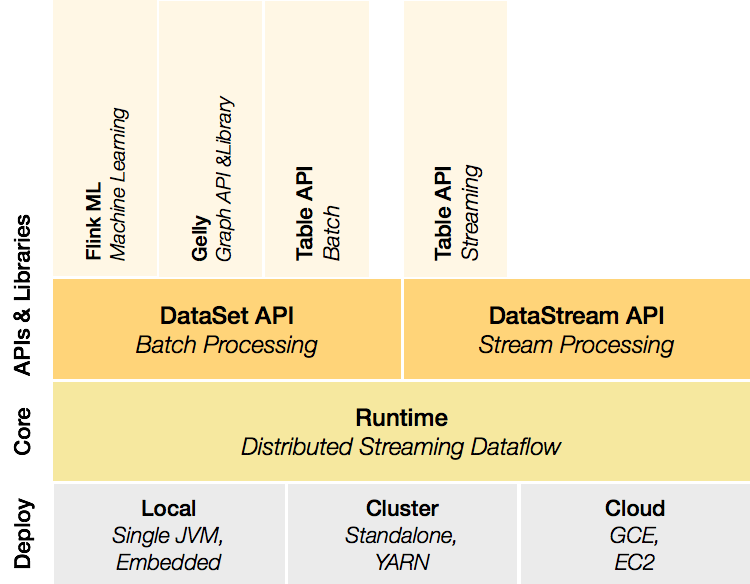 Flink ML
Machine Learning
Gelly
Graph API &Library
Table API
Batch
Table API
Streaming
APIs & Libraries
DataSet API
Batch Processing
DataStream API
Stream Processing
Core
Runtime
Distributed Streaming Dataflow
Deploy
Local
Single JVM,
Embedded
Cluster
Standalone,
YARN
Cloud
GCE,
EC2